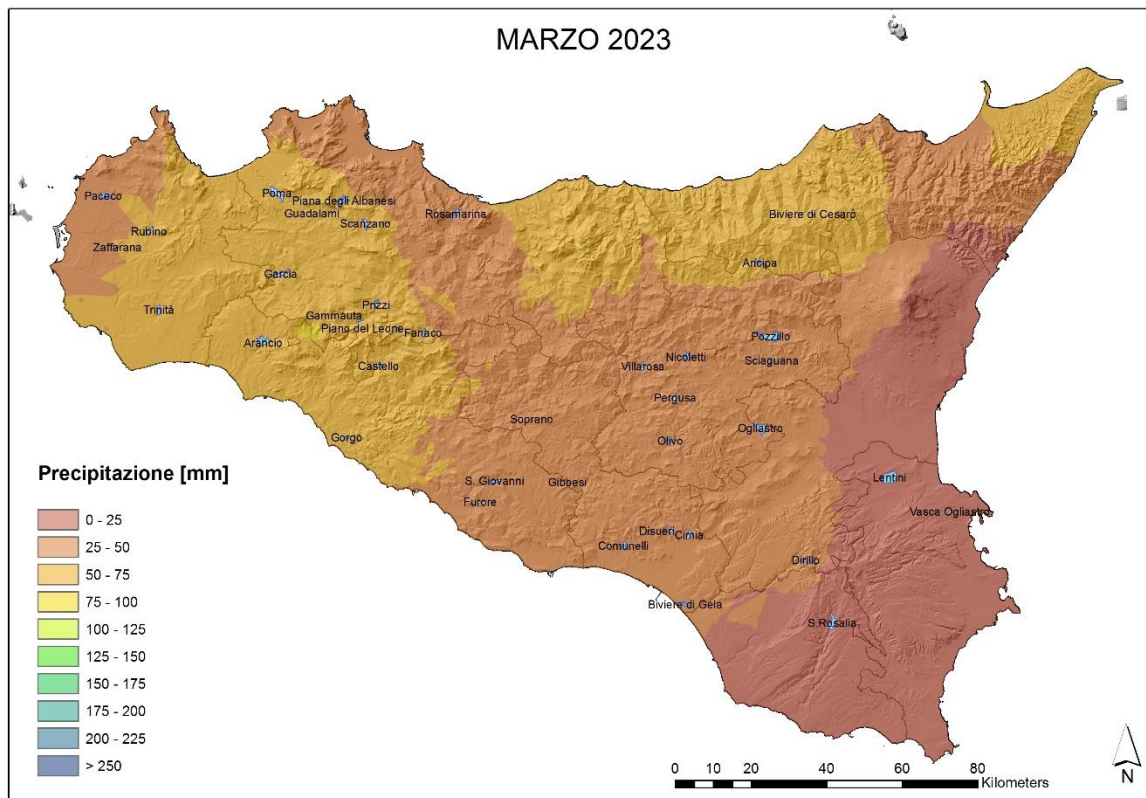 MARZO 2023
Paceco
Poma
Piana degli Albanesi
Guadalami
Scanzano
Rosamarina
Biviere di Cesarò
Rubino
Zaffarana
Garcia
Ancipa
Trinità
Prizzi
Gammauta
Piano del Leone
Fanaco
Arancio
Castello
Pozzillo
Nicoletti
Sciaguana
Villarosa
Pergusa
Soprano
Ogliastro
Gorgo
Olivo
S. Giovanni
Gibbesi
Furore
Lentini
Vasca Ogliastro
Disueri
Cimia
Comunelli
Dirillo
Biviere di Gela
S.Rosalia
Precipitazione [mm]
0 - 25
25 - 50
50 - 75
75 - 100
100 - 125
125 - 150
150 - 175
175 - 200
200 - 225
> 250
0 5 10 20 40 60 80
Kilometers
N